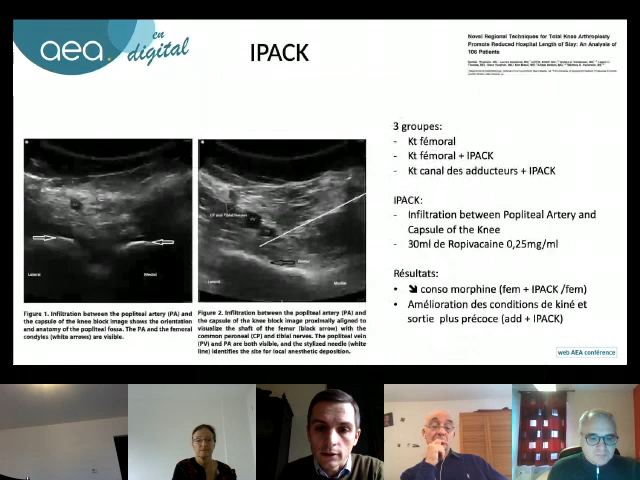 aea.
en
digital
IPACK
Novel Regional Techniques for Total Knee Arthroplasty
Promote Reduced Hospital Length of Stay: An Analysis of
106 Patients
3 groupes:
- Kt fémoral
- Kt fémoral + IPACK
- Kt canal des adducteurs + IPACK
IPACK:
- Infiltration between Popliteal Artery and
Capsule of the Knee
- 30ml de Ropivacaine 0,25mg/ml
Résultats:
• ➘ conso morphine (fem + IPACK /fem)
• Amélioration des conditions de kiné et
sortie plus précoce (add + IPACK)
PA
Lateral
Medial
CP and Tibial Nerves
Lateral
Medial
Figure 1. Infiltration between the popliteal artery (PA) and
the capsule of the knee block image shows the orientation
and anatomy of the popliteal fossa. The PA and the femoral
condyles (white arrows) are visible.
Figure 2. Infiltration between the popliteal artery (PA) and
the capsule of the knee block image proximally aligned to
visualize the shaft of the femur (black arrow) with the
common peroneal (CP) and tibial nerves. The popliteal vein
(PV) and PA are both visible, and the stylized needle (white
line) identifies the site for local anesthetic deposition.
web AEA conférence